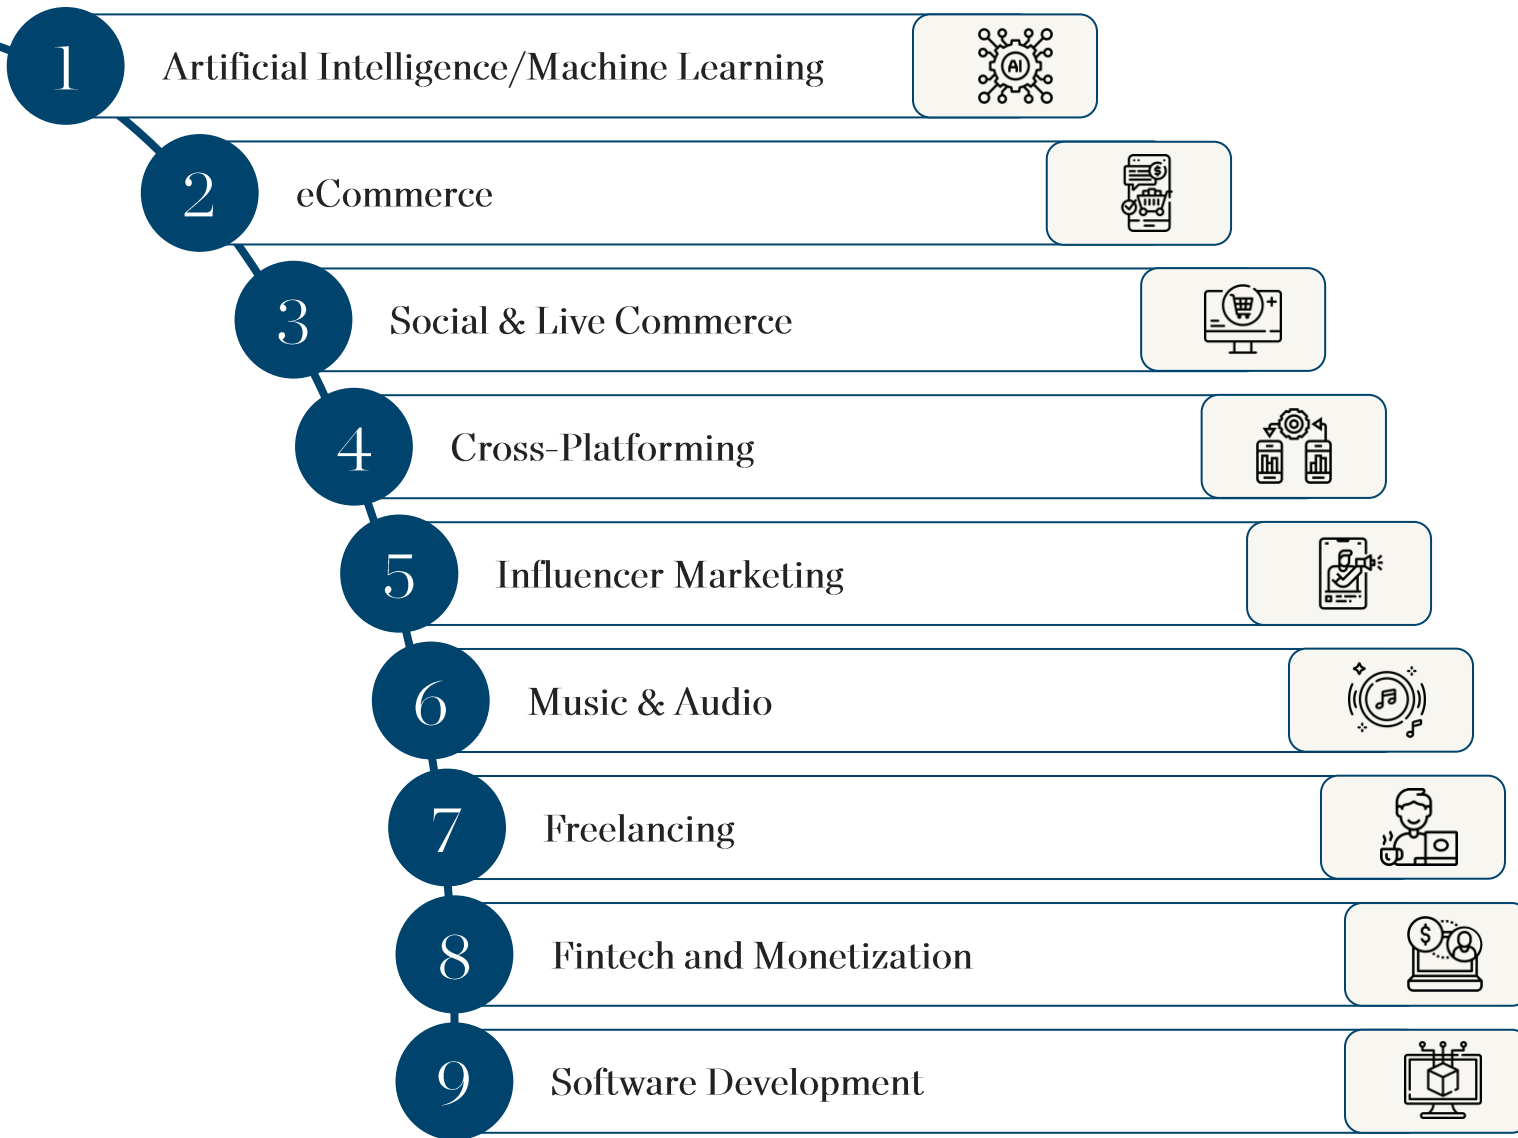 1 Artificial Intelligence/Machine Learning AI
2 eCommerce $
3 Social & Live Commerce
4 Cross-Platforming
5 Influencer Marketing
6 Music & Audio
7 Freelancing
8 Fintech and Monetization $
9 Software Development